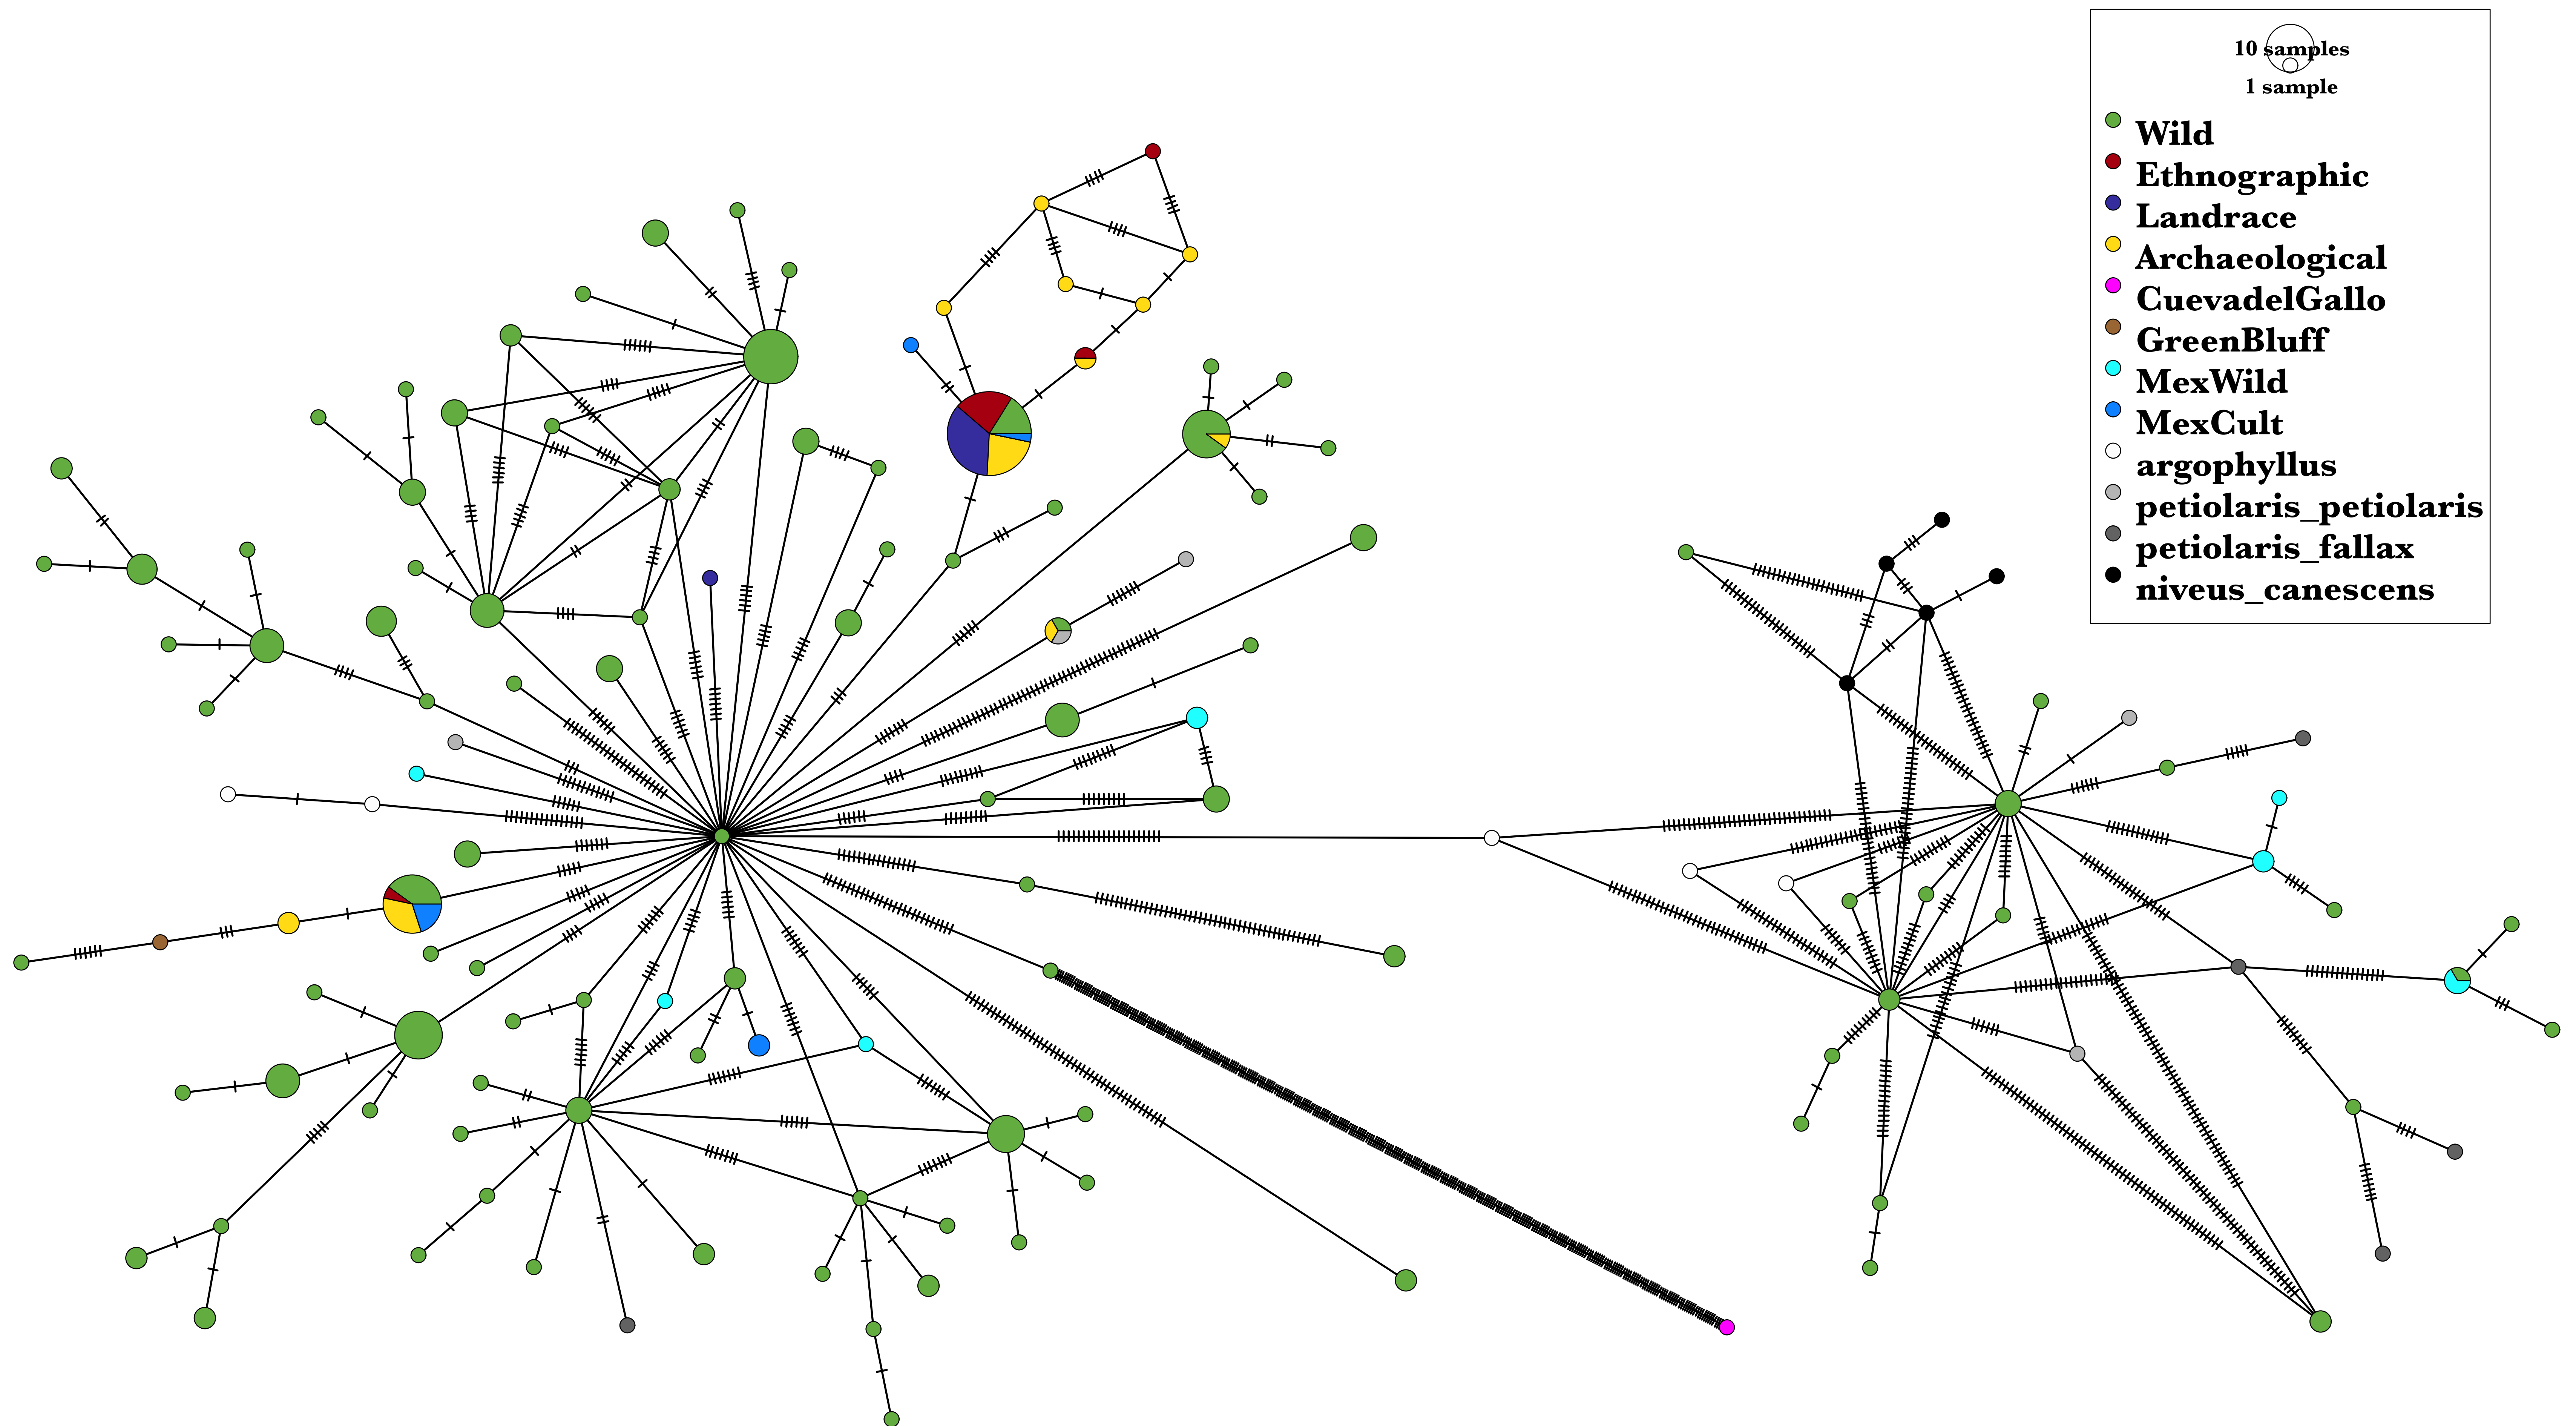 10 samples
1 sample
Wild
Ethnographic
Landrace
Archaeological
CuevadelGallo
GreenBluff
MexWild
MexCult
argophyllus
petiolaris_petiolaris
petiolaris_fallax
niveus_canescens